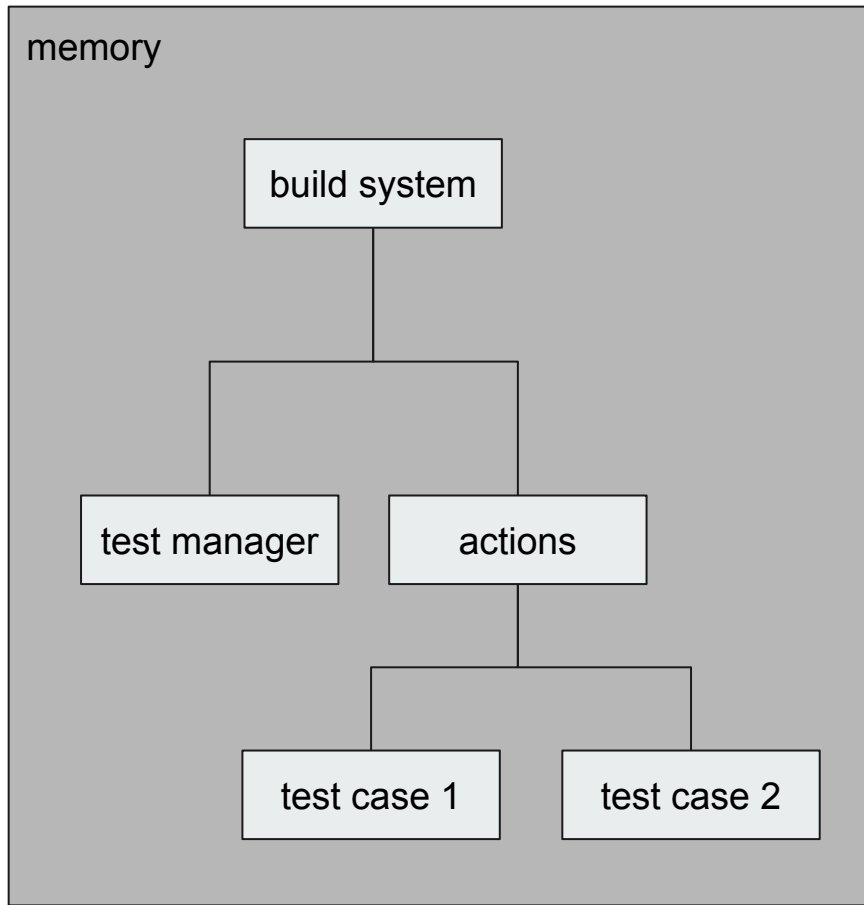 memory
build system
test manager
actions
test case 1
test case 2